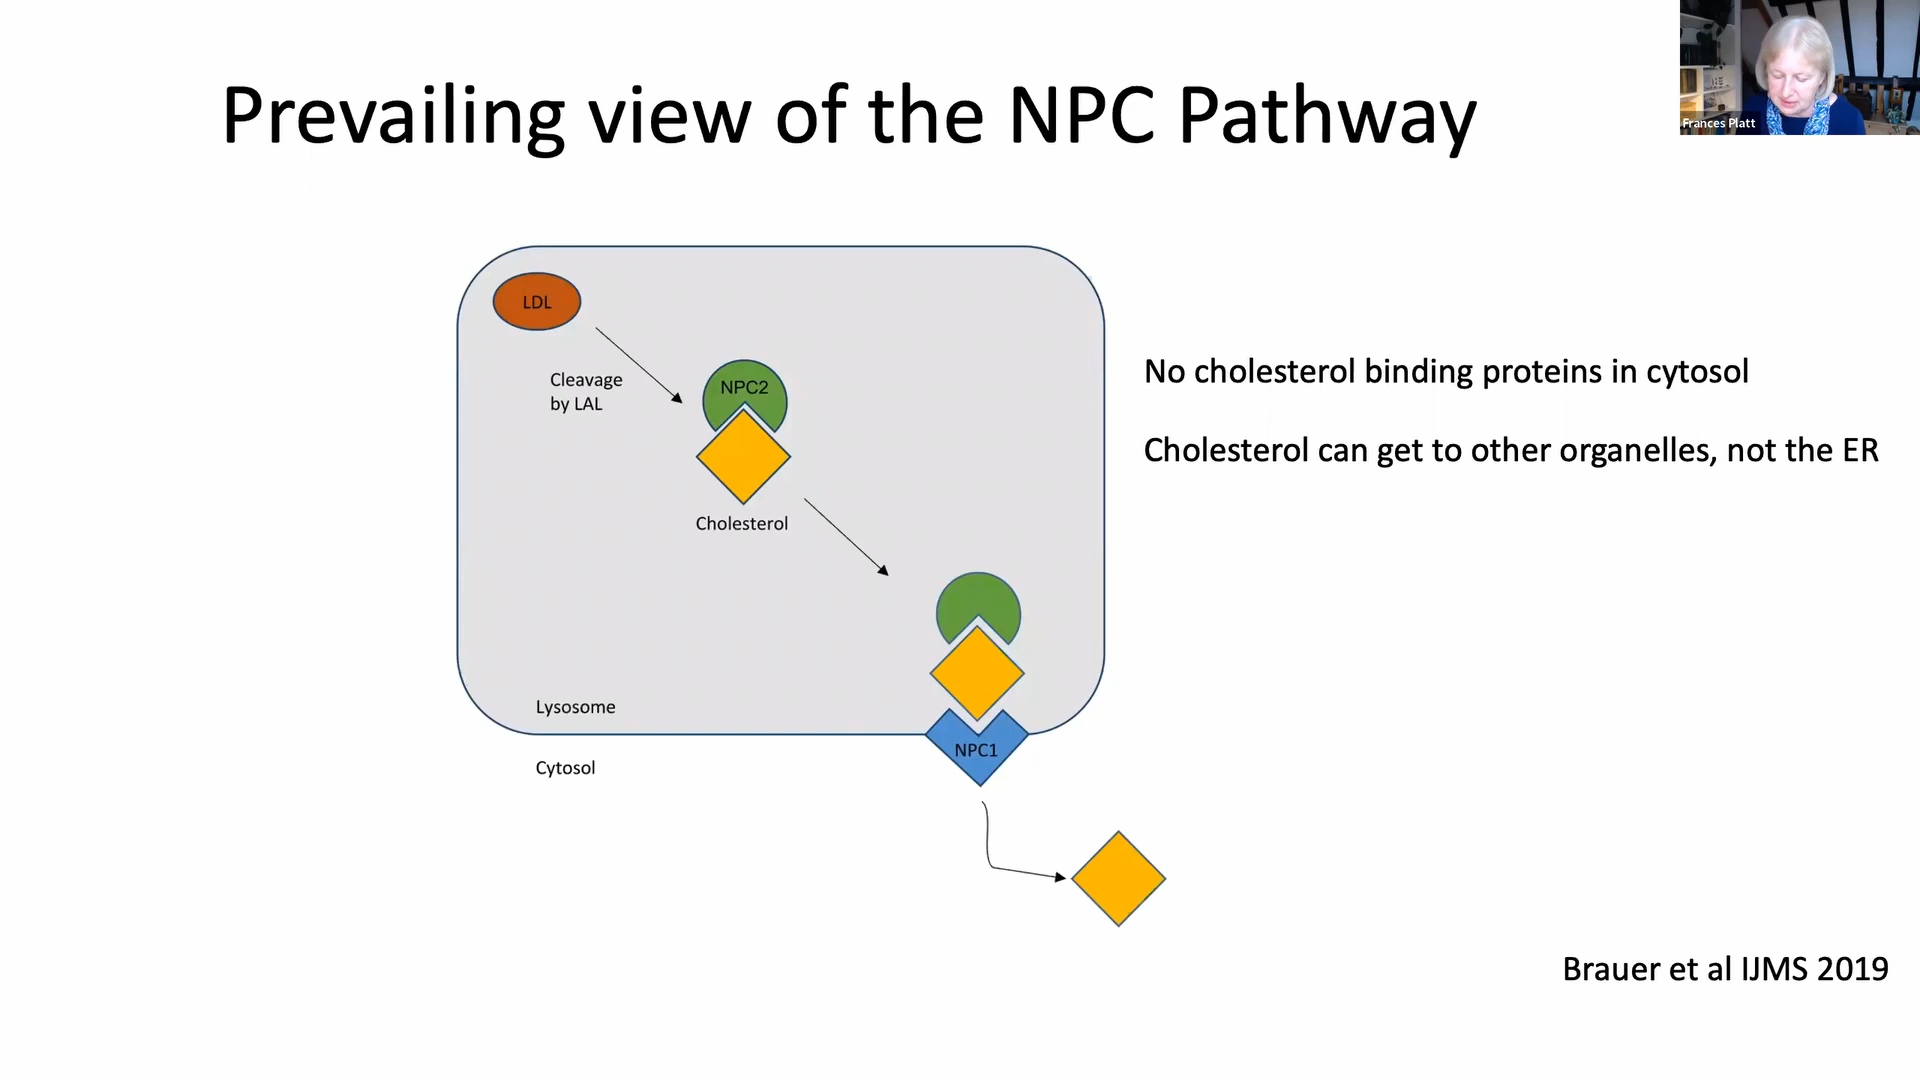 Prevailing view of the NPC Pathway
Frances Platt
LDL
Cleavage
by LAL
NPC2
Cholesterol
No cholesterol binding proteins in cytosol
Cholesterol can get to other organelles, not the ER
Lysosome
NPC1
Cytosol
Brauer et al IJMS 2019